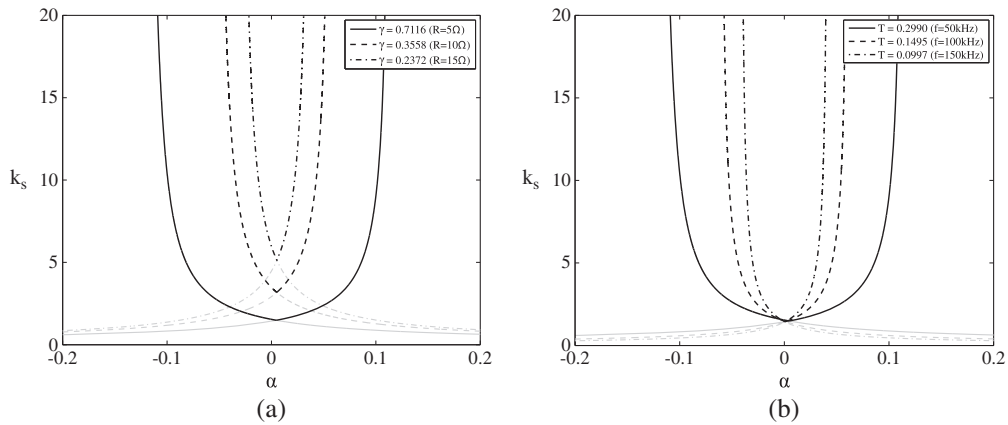 γ = 0.7116 (R=5Ω)
γ = 0.3558 (R=10Ω)
γ = 0.2372 (R=15Ω)
20
15
10
5
0
kₛ
-0.2 -0.1 0 0.1 0.2
α
(a)
T = 0.2990 (f=50kHz)
T = 0.1495 (f=100kHz)
T = 0.0997 (f=150kHz)
20
15
10
5
0
kₛ
-0.2 -0.1 0 0.1 0.2
α
(b)